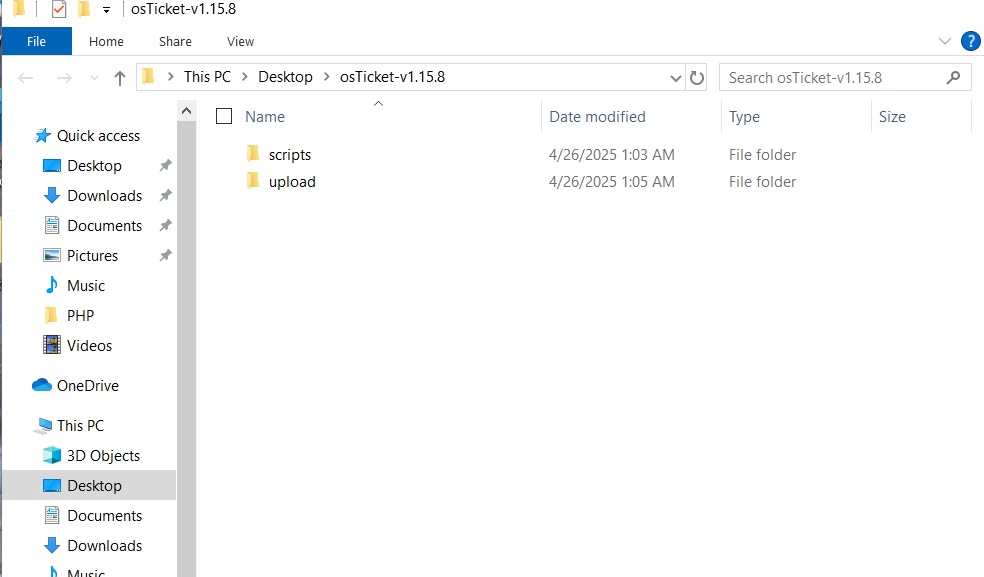 osTicket-v1.15.8
File Home Share View
This PC Desktop osTicket-v1.15.8 Search osTicket-v1.15.8
Name Date modified Type Size
scripts 4/26/2025 1:03 AM File folder
upload 4/26/2025 1:05 AM File folder
Quick access
Desktop
Downloads
Documents
Pictures
Music
PHP
Videos
OneDrive
This PC
3D Objects
Desktop
Documents
Downloads
Music